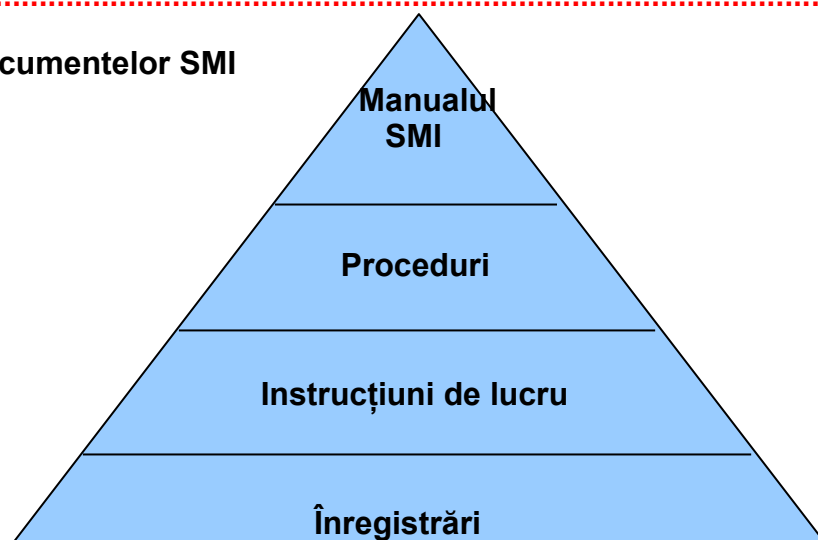 cumentelor SMI
Manualul
SMI
Proceduri
Instrucțiuni de lucru
Înregistrări